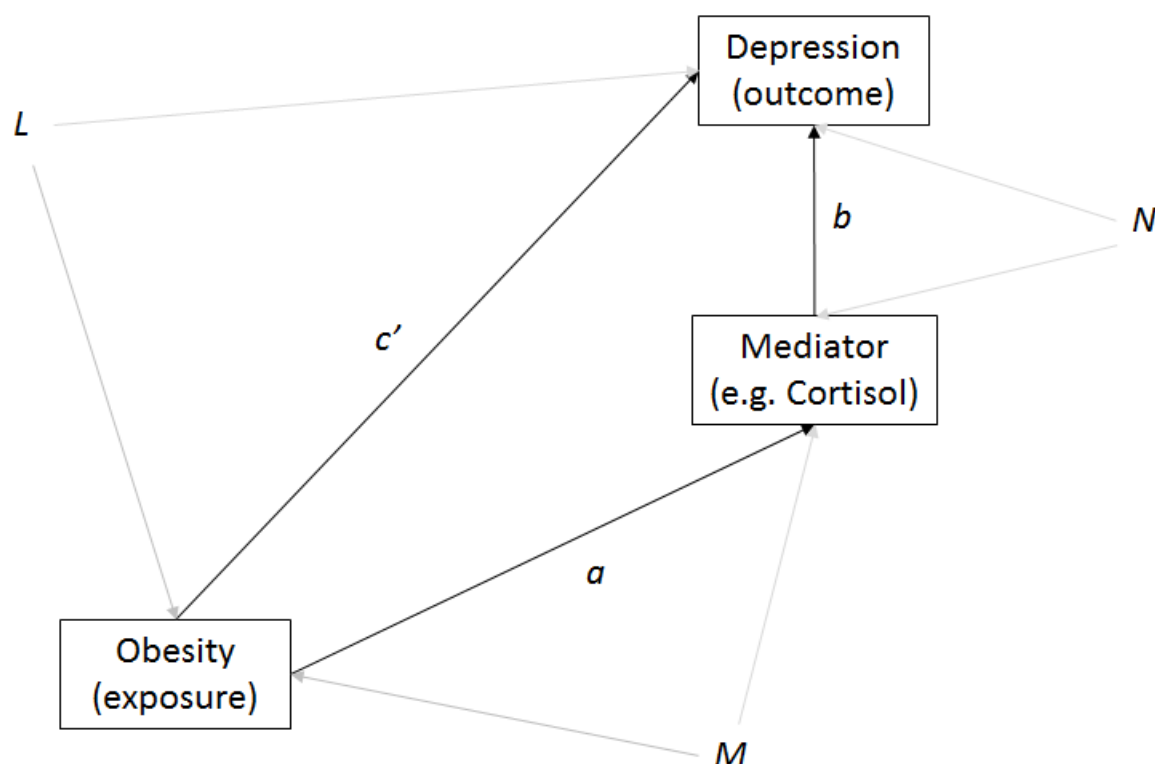 Depression
(outcome)
L
N
b
c’
Mediator
(e.g. Cortisol)
a
Obesity
(exposure)
M